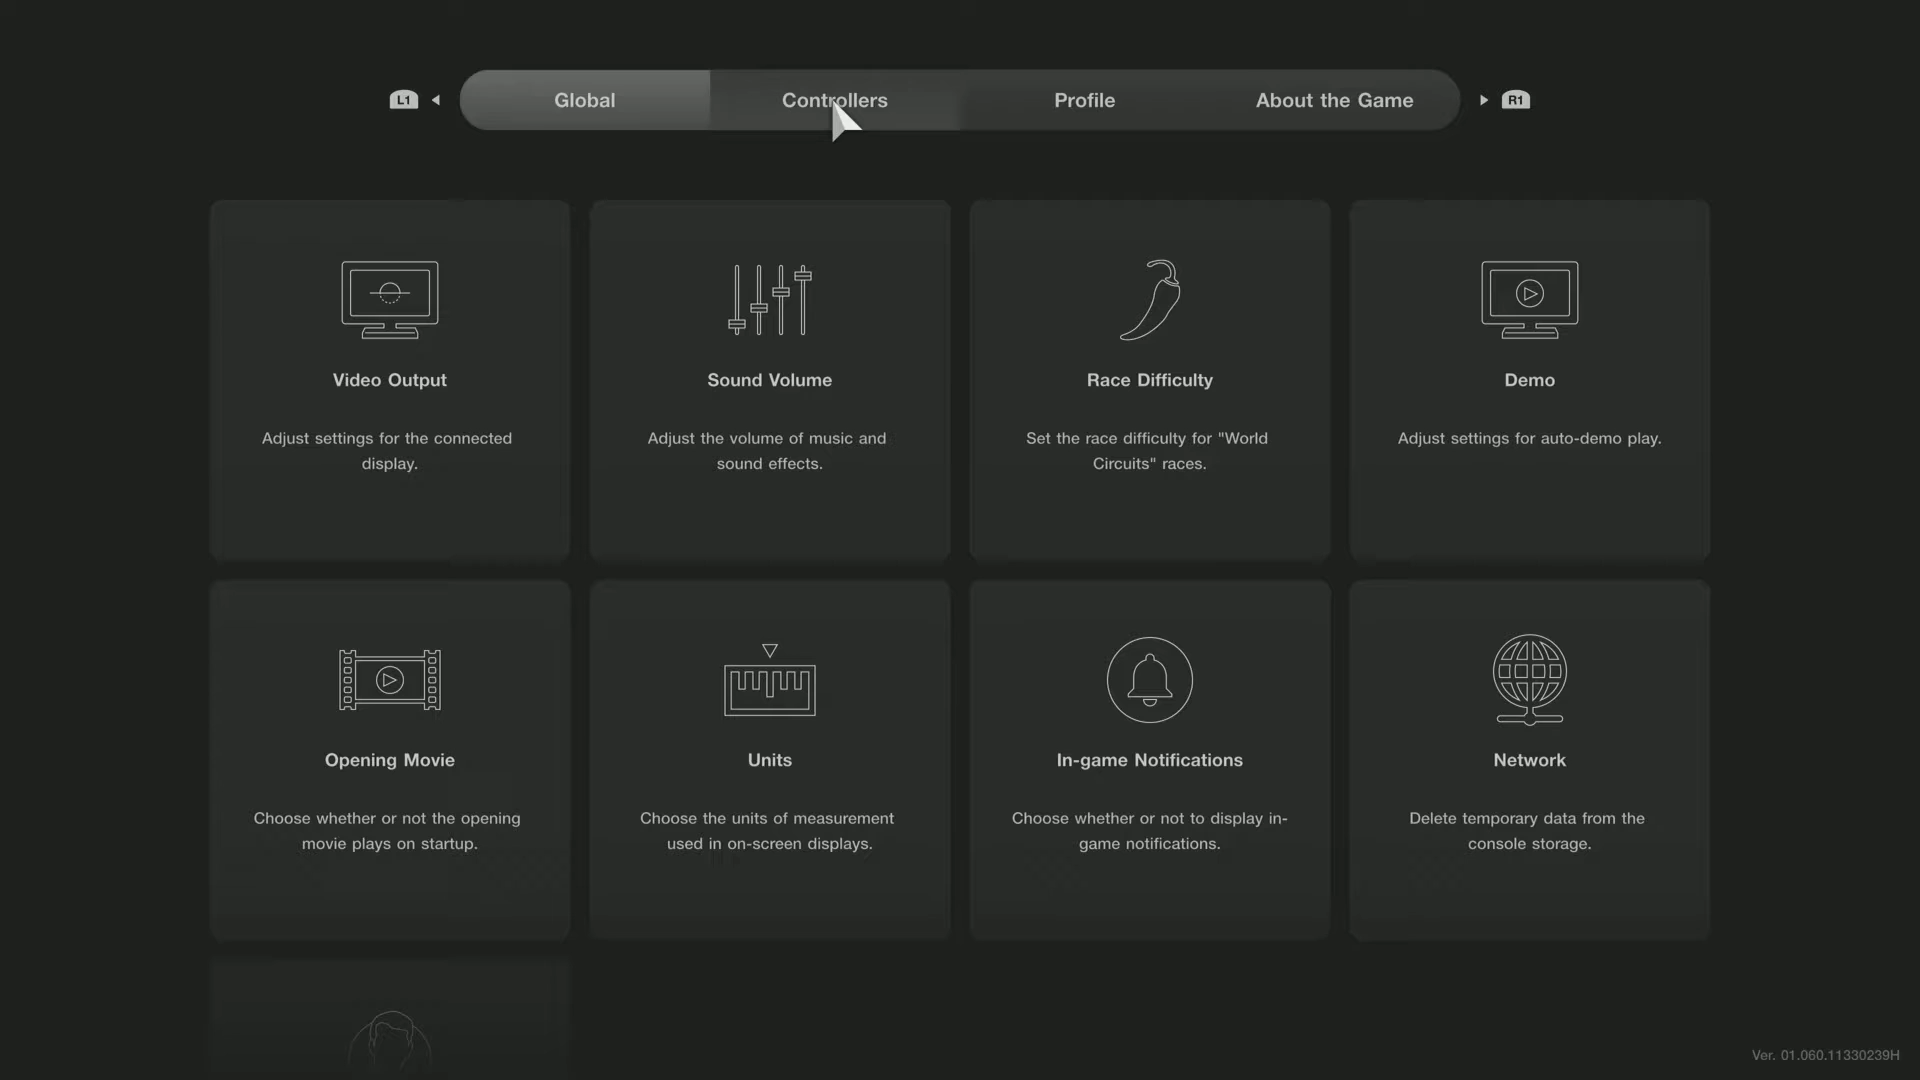 L1
Global
Controllers
Profile
About the Game
R1
Video Output
Adjust settings for the connected
display.
Sound Volume
Adjust the volume of music and
sound effects.
Race Difficulty
Set the race difficulty for "World
Circuits" races.
Demo
Adjust settings for auto-demo play.
Opening Movie
Choose whether or not the opening
movie plays on startup.
Units
Choose the units of measurement
used in on-screen displays.
In-game Notifications
Choose whether or not to display in-
game notifications.
Network
Delete temporary data from the
console storage.
Ver. 01.060.11330239H